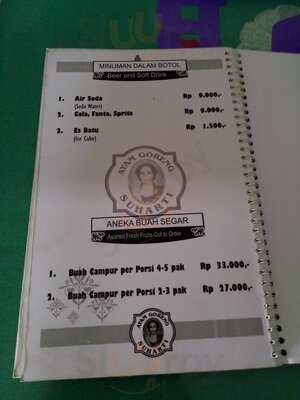 MINUMAN DALAM BOTOL
Beer and Soft Drink
1. Air Soda Rp 9.000,-
(Soda Water)
2. Cola, Fanta, Sprite Rp 9.090,-
3. Es Batu Rp 1.500,-
(Ice Cube)
AYAM GORENG
SUHARTI
ANEKA BUAH SEGAR
Assorted Fresh Fruits Cut to Order
1. Buah Campur per Porsi 4-5 pak Rp 33.000,-
2. Buah Campur per Porsi 2-3 pak Rp 27.000,-
AYAM GORENG
SUHARTI